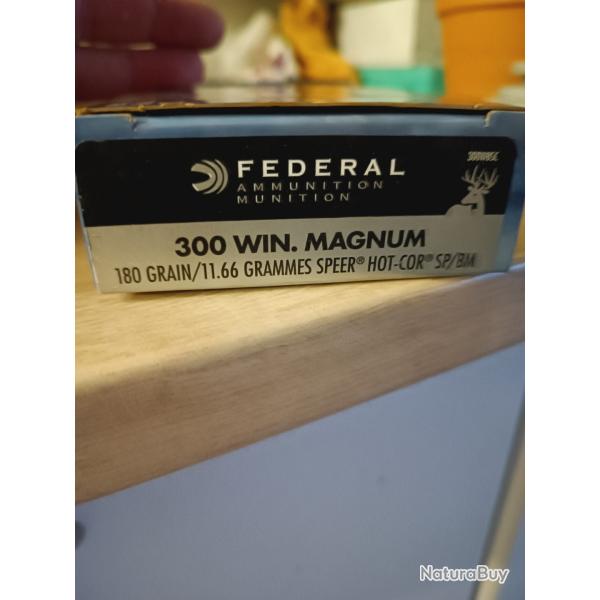 FEDERAL
AMMUNITION
MUNITION
300 WIN. MAGNUM
180 GRAIN/11.66 GRAMMES SPEER® HOT-COR® SP/BM
NaturaBuy